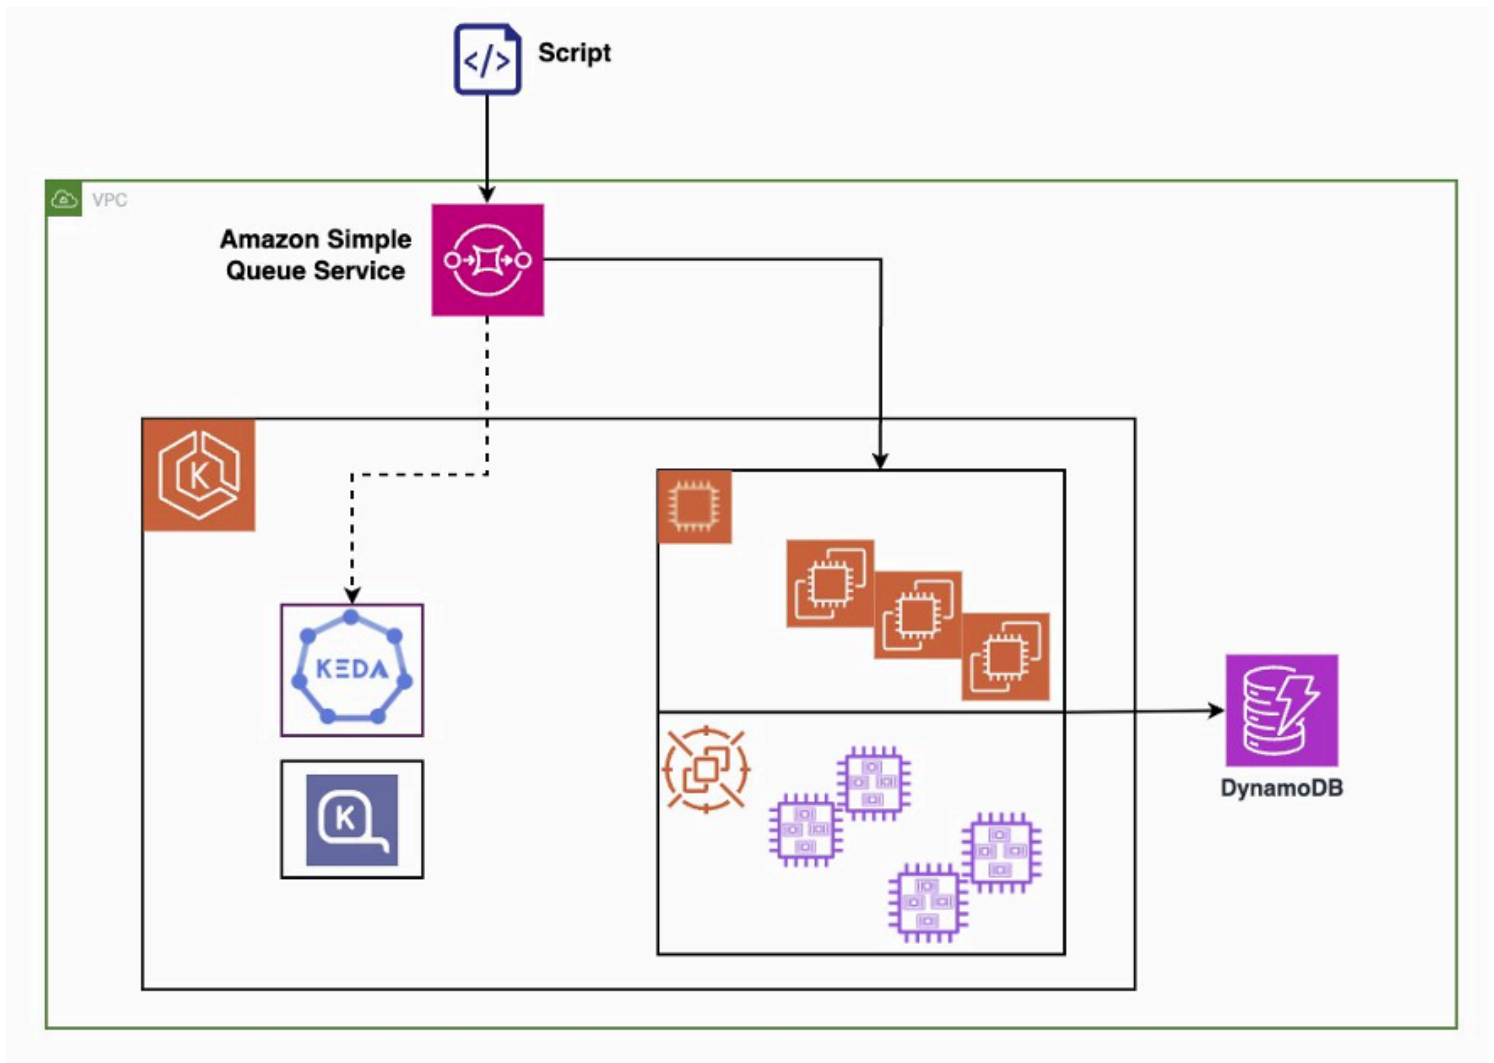 Script
VPC
Amazon Simple
Queue Service
K
KEDA
K
DynamoDB